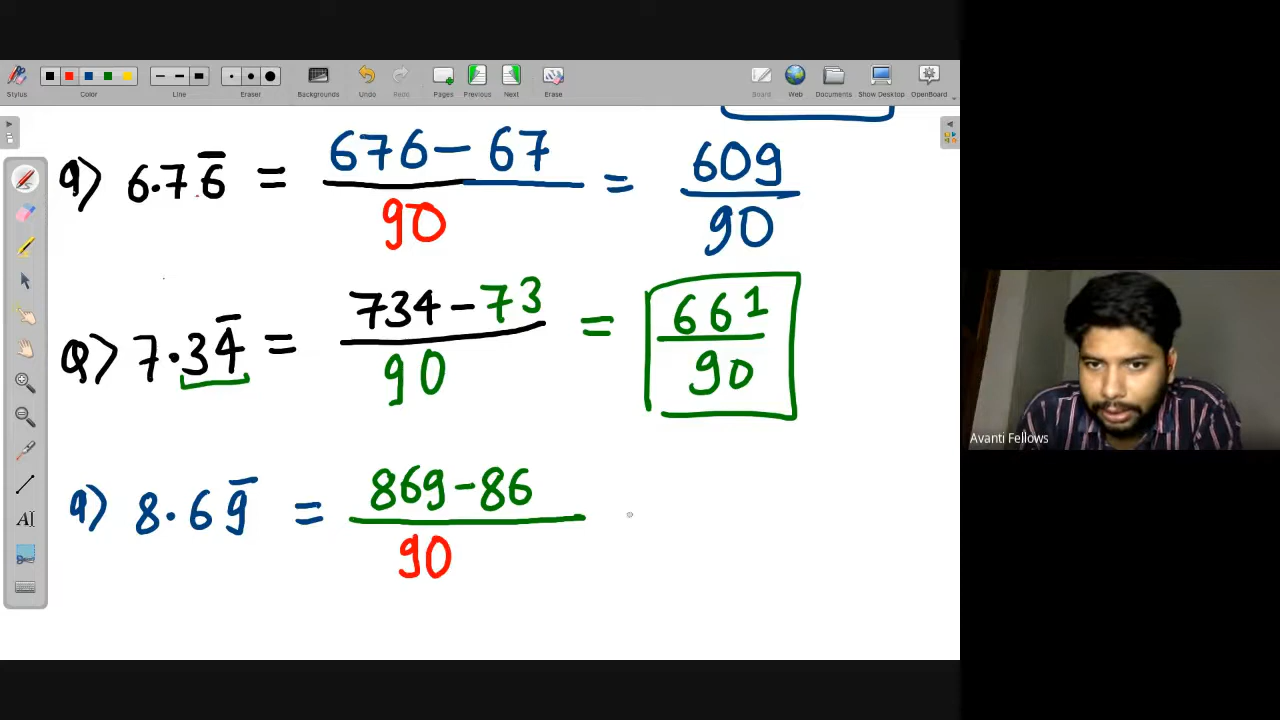 Stylus Color Line Eraser Backgrounds Undo Redo Pages Previous Next Erase Board Web Documents Show Desktop OpenBoard
Q) 6.76̅ = 676 - 67 / 90 = 609 / 90
Q) 7.34̅ = 734 - 73 / 90 = 661 / 90
Avanti Fellows
Q) 8.69̅ = 869 - 86 / 90